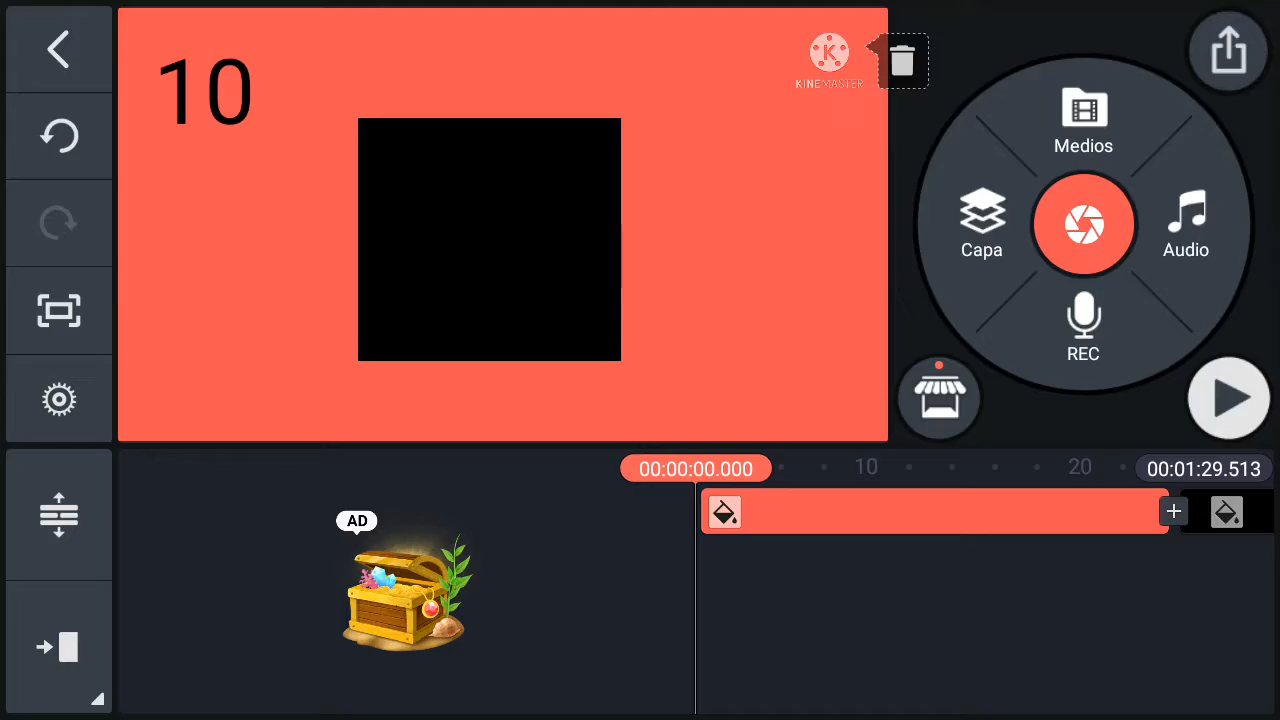 10
KINEMASTER
Medios
Capa
Audio
REC
00:00:00.000
10
20
00:01:29.513
AD